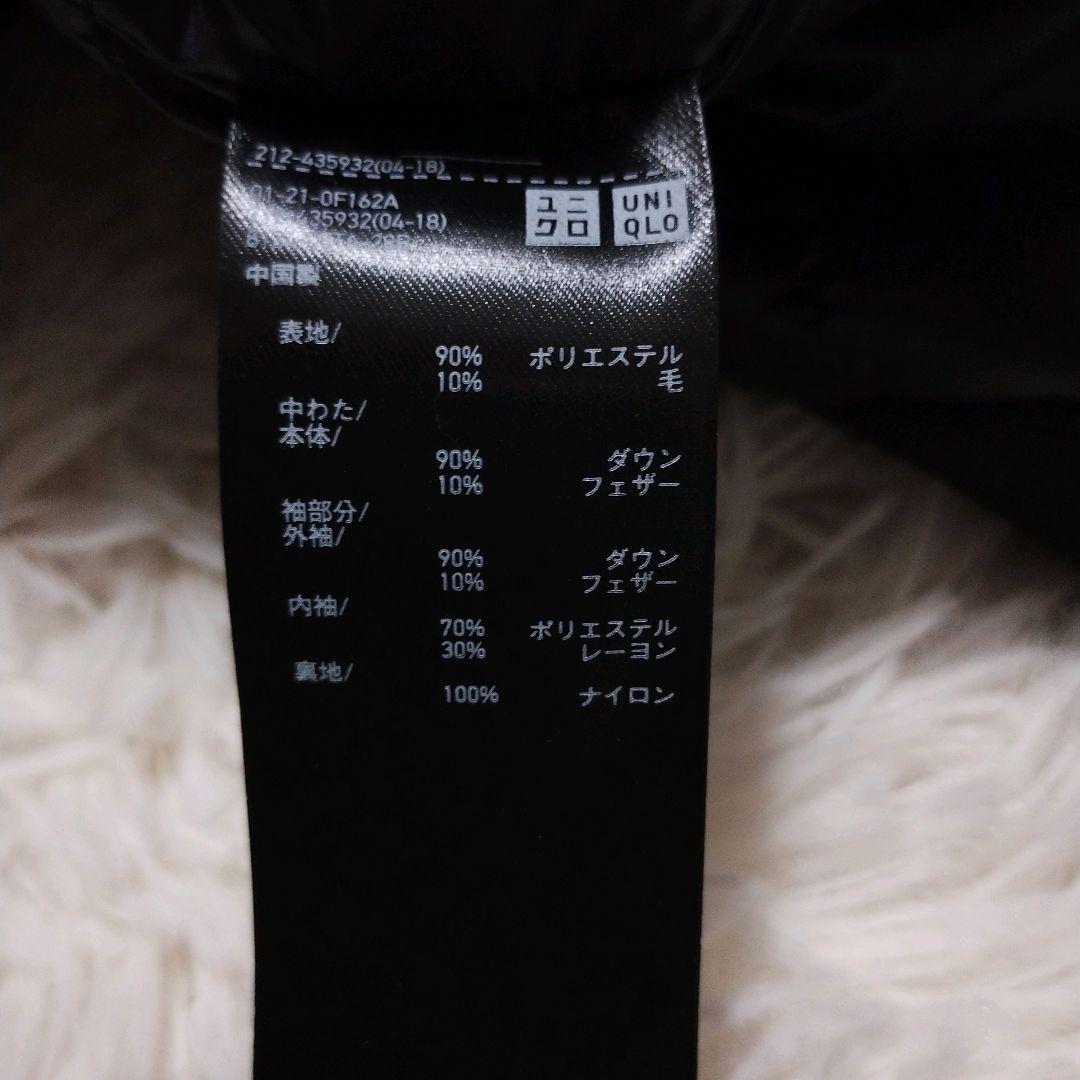 212-435932(04-18)
01-21-0F162A
435932(04-18)
ユニ
クロ
UNI
QLO
中国製
表地/
90% ポリエステル
10% 毛
中わた/
本体/
90% ダウン
10% フェザー
袖部分/
外袖/
90% ダウン
10% フェザー
内袖/
70% ポリエステル
30% レーヨン
裏地/
100% ナイロン